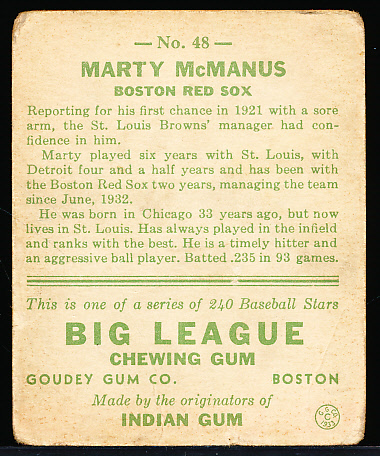 — No. 48 —
MARTY McMANUS
BOSTON RED SOX
Reporting for his first chance in 1921 with a sore
arm, the St. Louis Browns' manager had con-
fidence in him.
Marty played six years with St. Louis, with
Detroit four and a half years and has been with
the Boston Red Sox two years, managing the team
since June, 1932.
He was born in Chicago 33 years ago, but now
lives in St. Louis. Has always played in the infield
and ranks with the best. He is a timely hitter and
an aggressive ball player. Batted .235 in 93 games.
This is one of a series of 240 Baseball Stars
BIG LEAGUE
CHEWING GUM
GOUDEY GUM CO. BOSTON
Made by the originators of
INDIAN GUM